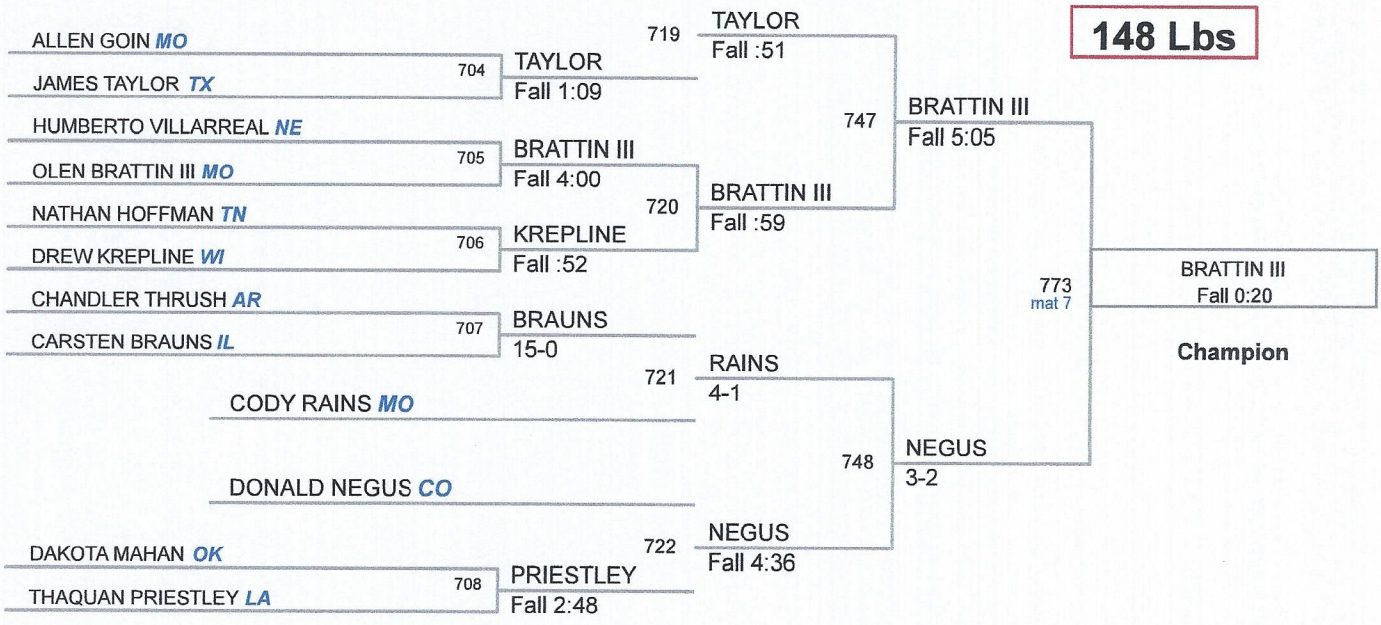 148 Lbs
ALLEN GOIN MO
JAMES TAYLOR TX
HUMBERTO VILLARREAL NE
OLEN BRATTIN III MO
NATHAN HOFFMAN TN
DREW KREPLINE WI
CHANDLER THRUSH AR
CARSTEN BRAUNS IL
CODY RAINS MO
DONALD NEGUS CO
DAKOTA MAHAN OK
THAQUAN PRIESTLEY LA
704
TAYLOR
Fall 1:09
705
BRATTIN III
Fall 4:00
706
KREPLINE
Fall :52
707
BRAUNS
15-0
708
PRIESTLEY
Fall 2:48
719
TAYLOR
Fall :51
720
BRATTIN III
Fall :59
721
RAINS
4-1
722
NEGUS
Fall 4:36
747
BRATTIN III
Fall 5:05
748
NEGUS
3-2
773
mat 7
BRATTIN III
Fall 0:20
Champion